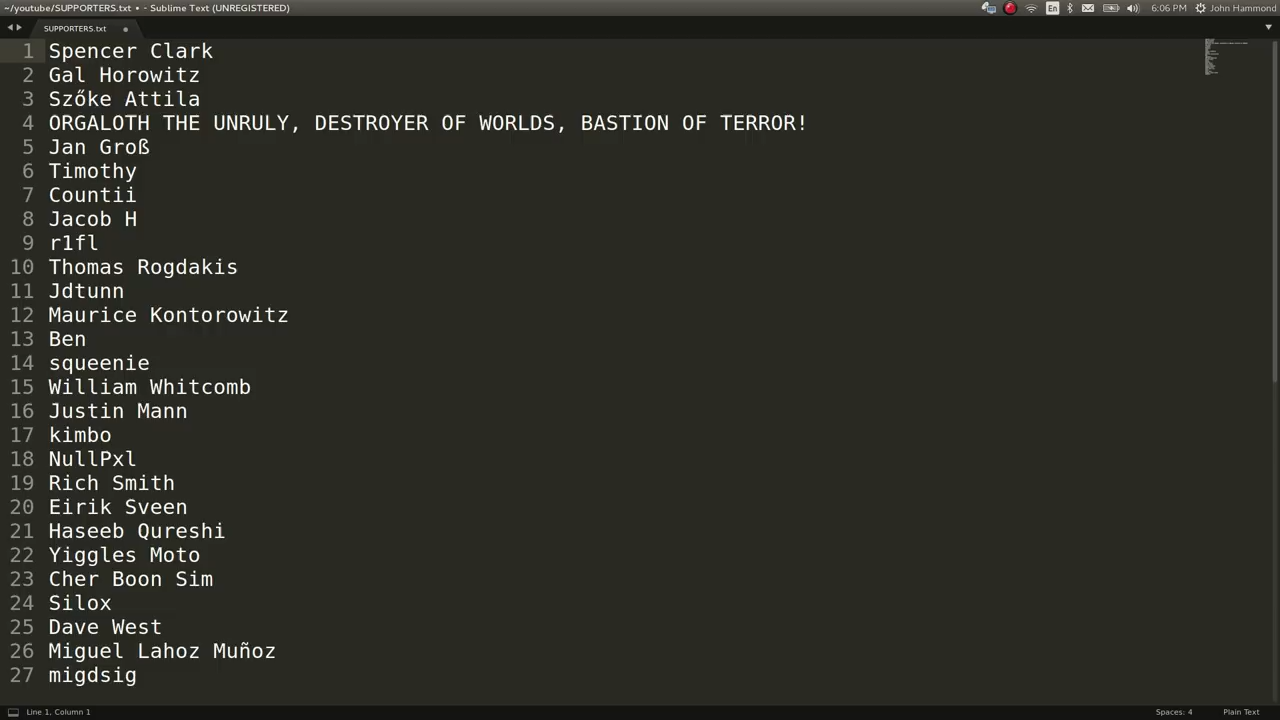 ~/youtube/SUPPORTERS.txt • - Sublime Text (UNREGISTERED)
En
6:06 PM
John Hammond
SUPPORTERS.txt
1 Spencer Clark
2 Gal Horowitz
3 Szőke Attila
4 ORGALOTH THE UNRULY, DESTROYER OF WORLDS, BASTION OF TERROR!
5 Jan Groß
6 Timothy
7 Countii
8 Jacob H
9 r1fl
10 Thomas Rogdakis
11 Jdtunn
12 Maurice Kontorowitz
13 Ben
14 squeenie
15 William Whitcomb
16 Justin Mann
17 kimbo
18 NullPxl
19 Rich Smith
20 Eirik Sveen
21 Haseeb Qureshi
22 Yiggles Moto
23 Cher Boon Sim
24 Silox
25 Dave West
26 Miguel Lahoz Muñoz
27 migdsig
Line 1, Column 1
Spaces: 4
Plain Text